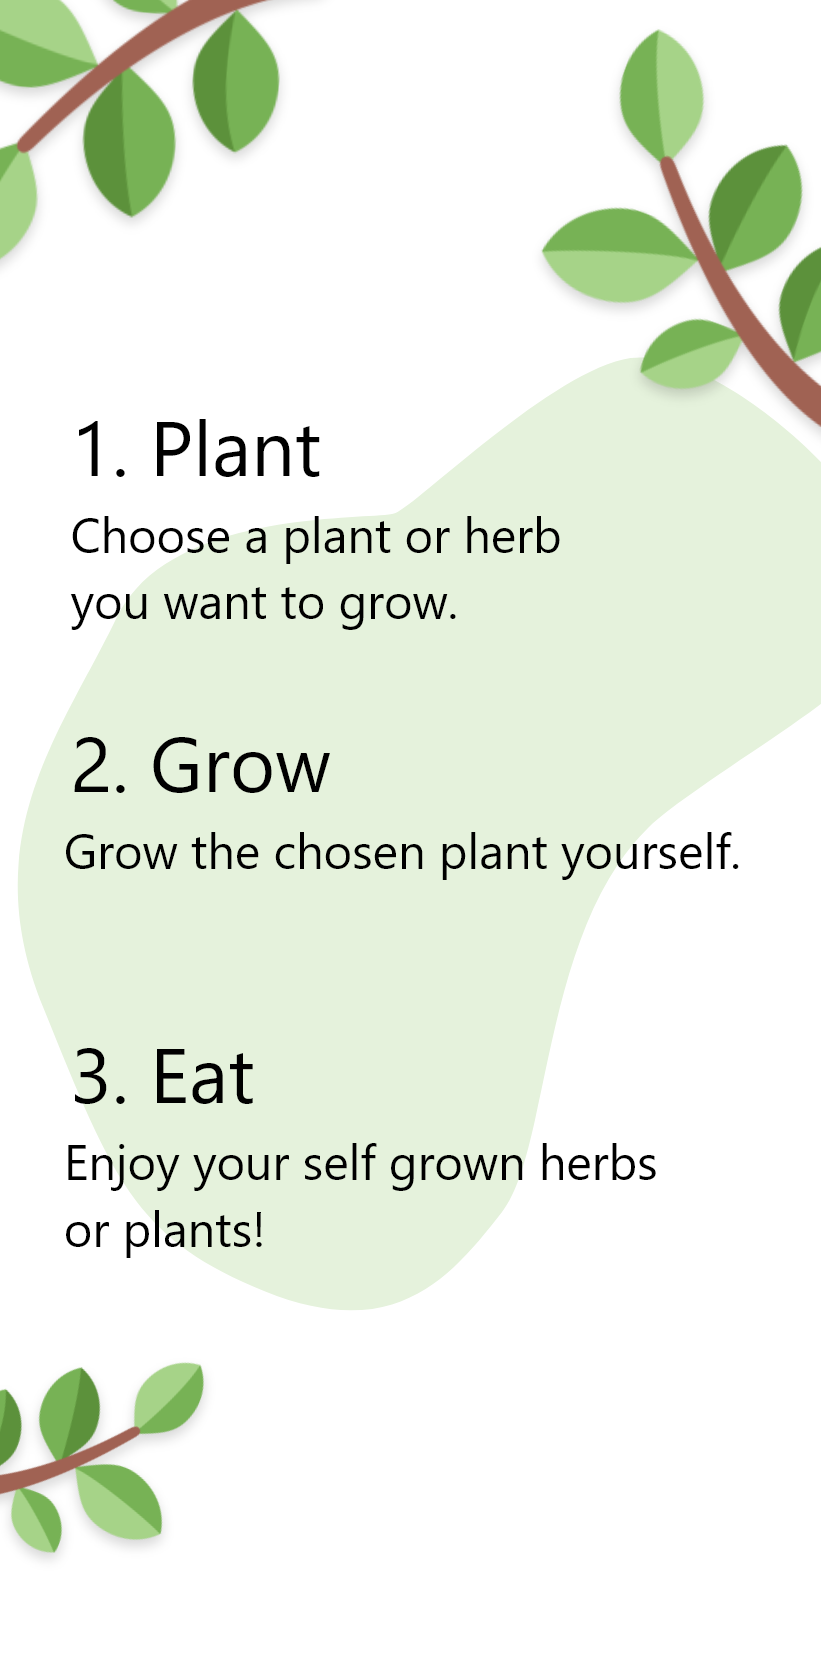 1. Plant
Choose a plant or herb
you want to grow.
2. Grow
Grow the chosen plant yourself.
3. Eat
Enjoy your self grown herbs
or plants!